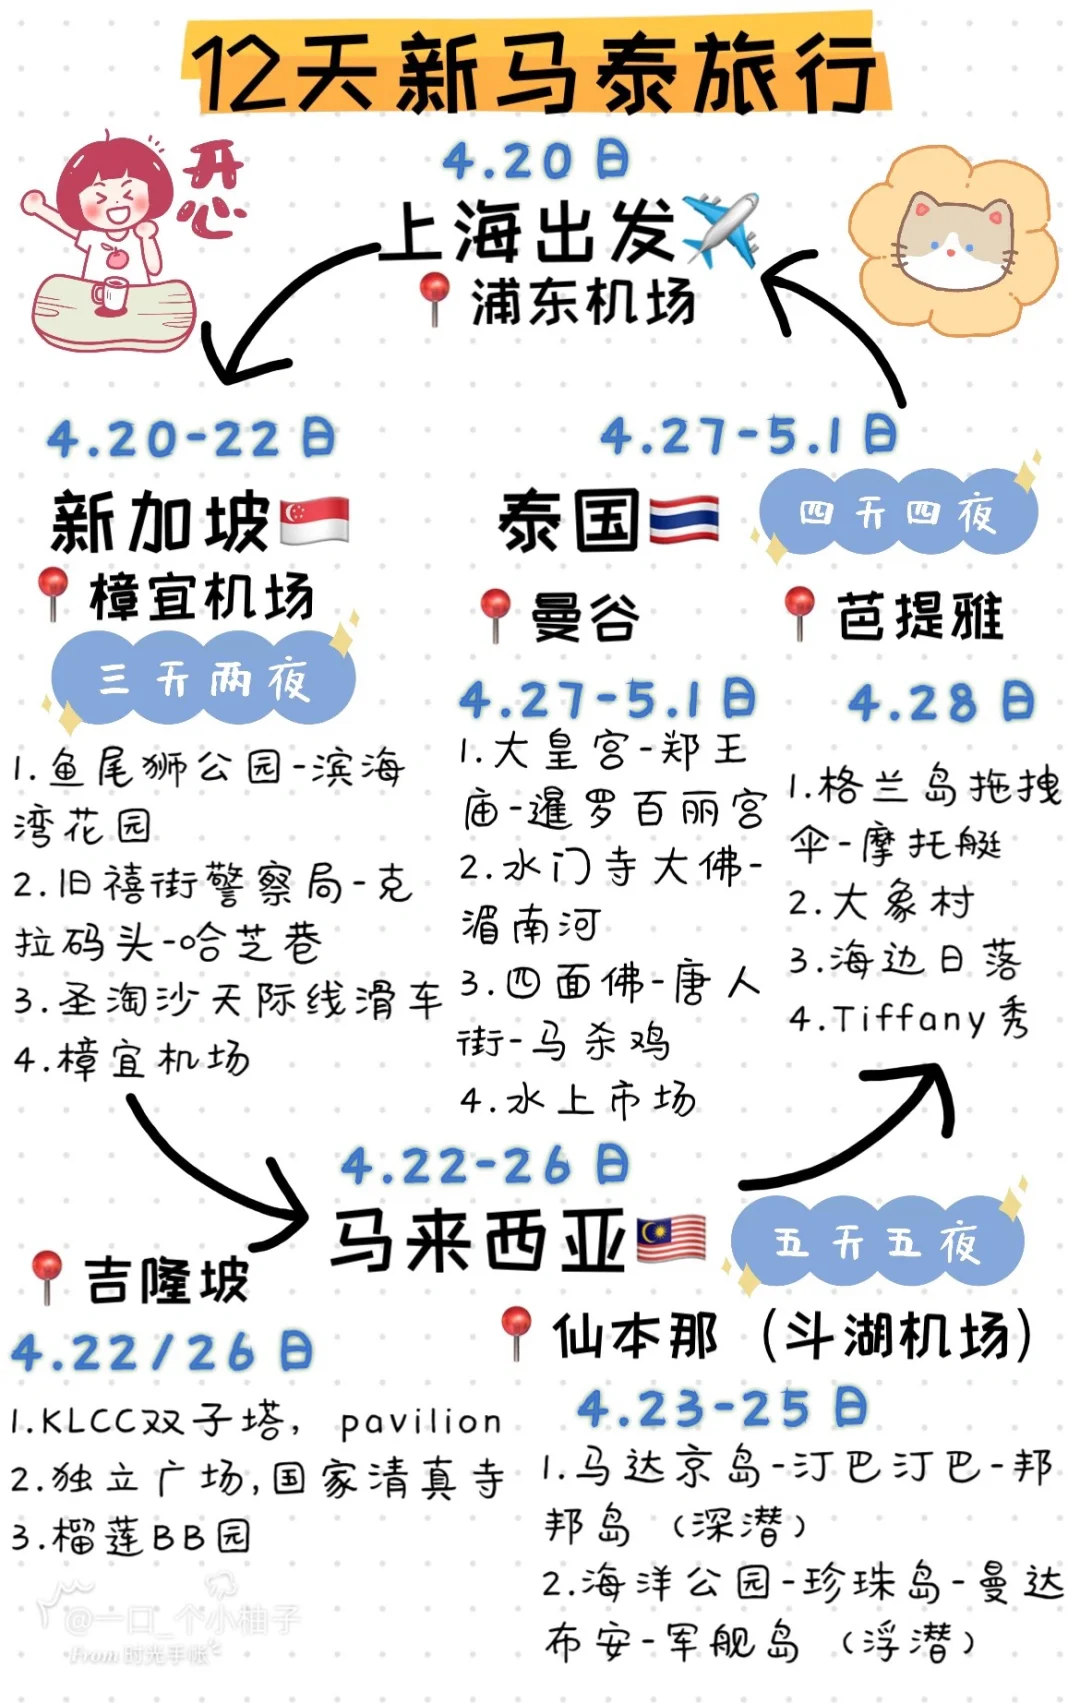 12天新马泰旅行
开心
4.20日
上海出发
浦东机场
4.20-22日
新加坡
樟宜机场
三天两夜
1.鱼尾狮公园-滨海
湾花园
2.旧禧街警察局-克
拉码头-哈芝巷
3.圣淘沙天际线滑车
4.樟宜机场
4.27-5.1日
泰国
四天四夜
曼谷
4.27-5.1日
1.大皇宫-郑王
庙-暹罗百丽宫
2.水门寺大佛-
湄南河
3.四面佛-唐人
街-马杀鸡
4.水上市场
芭提雅
4.28日
1.格兰岛拖拽
伞-摩托艇
2.大象村
3.海边日落
4.Tiffany秀
4.22-26日
马来西亚
五天五夜
吉隆坡
4.22/26日
1.KLCC双子塔，pavilion
2.独立广场,国家清真寺
3.榴莲BB园
仙本那（斗湖机场）
4.23-25日
1.马达京岛-汀巴汀巴-邦
邦岛（深潜）
2.海洋公园-珍珠岛-曼达
布安-军舰岛（浮潜）
@一口_个小柚子
From 时光手帐